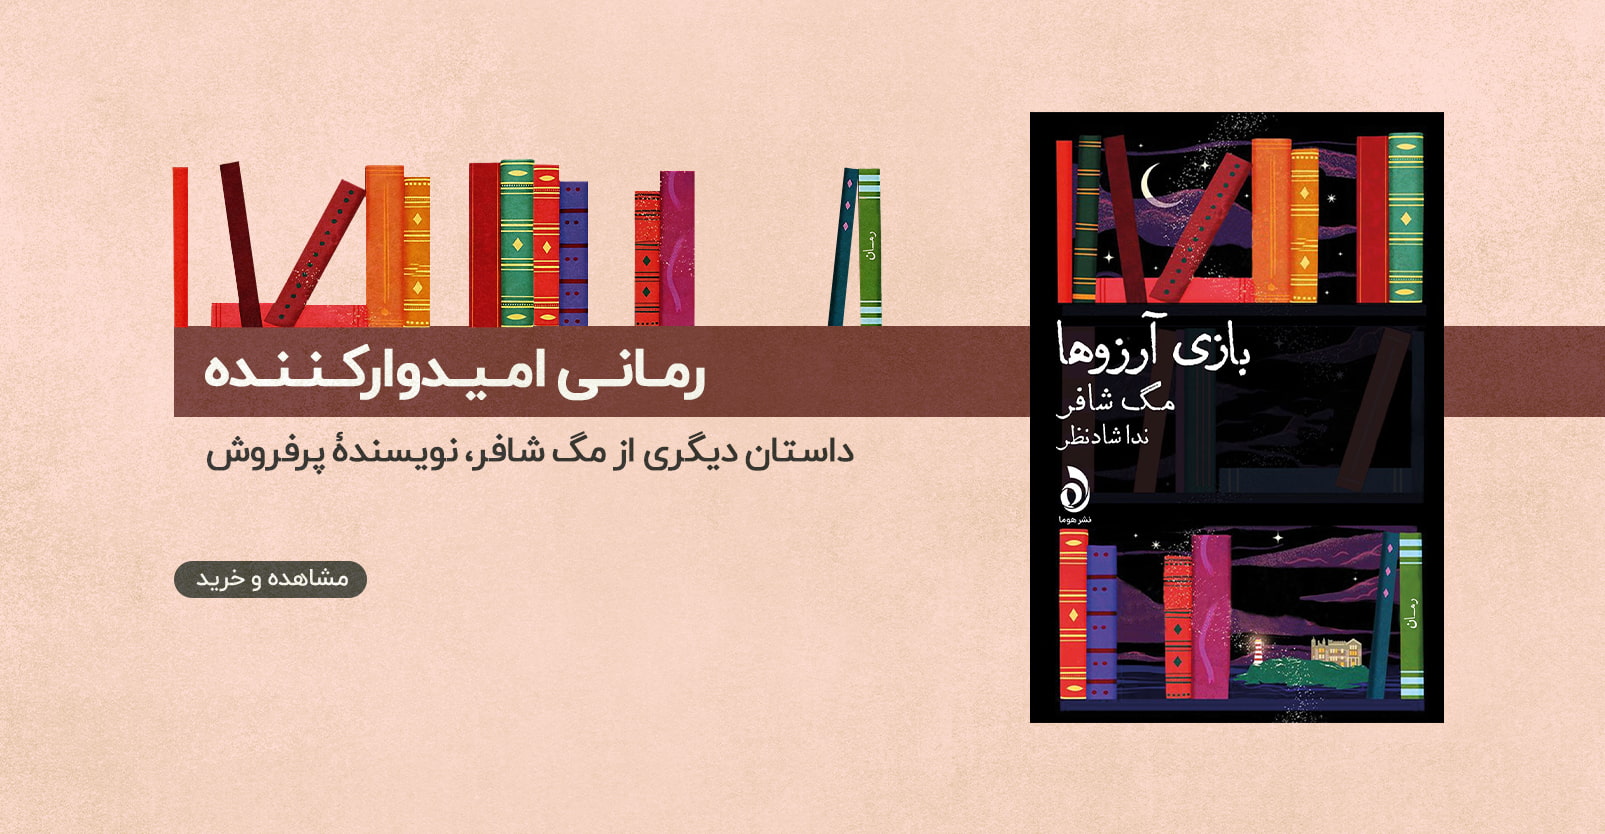 رمانی امیدوارکننده
داستان دیگری از مگ شافر، نویسندهٔ پرفروش
مشاهده و خرید
رمان
بازی آرزوها
مگ شافر
ندا شادنظر
نشر هوما
رمان